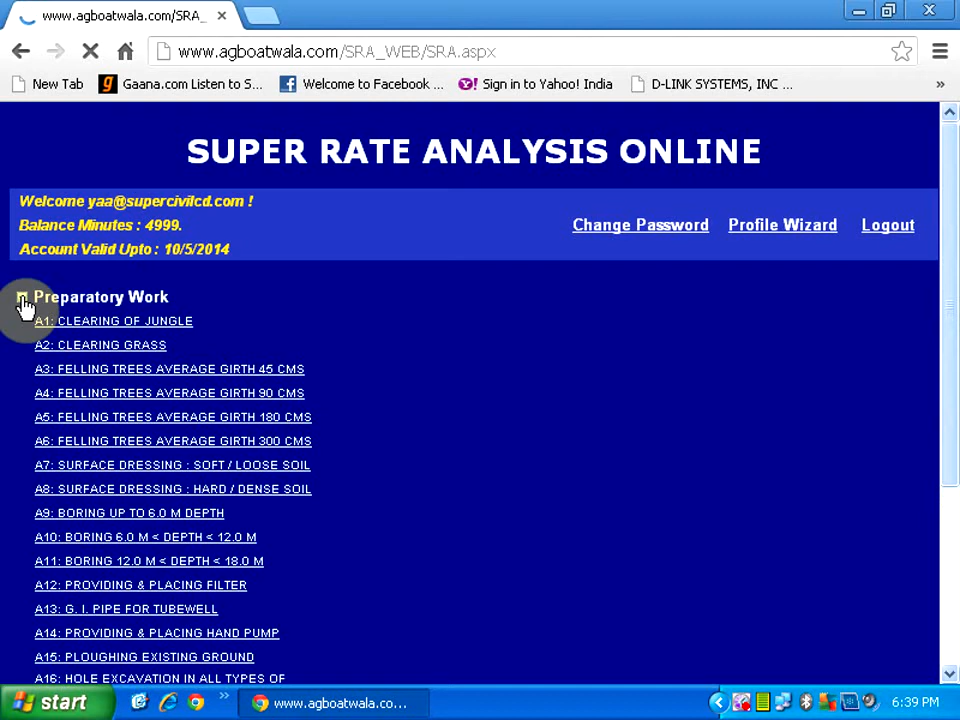 www.agboatwala.com/SRA_
www.agboatwala.com/SRA_WEB/SRA.aspx
New Tab
Gaana.com Listen to S...
Welcome to Facebook ...
Sign in to Yahoo! India
D-LINK SYSTEMS, INC ...
SUPER RATE ANALYSIS ONLINE
Welcome yaa@supercivilcd.com !
Balance Minutes : 4999.
Account Valid Upto : 10/5/2014
Change Password
Profile Wizard
Logout
Preparatory Work
A1: CLEARING OF JUNGLE
A2: CLEARING GRASS
A3: FELLING TREES AVERAGE GIRTH 45 CMS
A4: FELLING TREES AVERAGE GIRTH 90 CMS
A5: FELLING TREES AVERAGE GIRTH 180 CMS
A6: FELLING TREES AVERAGE GIRTH 300 CMS
A7: SURFACE DRESSING : SOFT / LOOSE SOIL
A8: SURFACE DRESSING : HARD / DENSE SOIL
A9: BORING UP TO 6.0 M DEPTH
A10: BORING 6.0 M < DEPTH < 12.0 M
A11: BORING 12.0 M < DEPTH < 18.0 M
A12: PROVIDING & PLACING FILTER
A13: G. I. PIPE FOR TUBEWELL
A14: PROVIDING & PLACING HAND PUMP
A15: PLOUGHING EXISTING GROUND
A16: HOLE EXCAVATION IN ALL TYPES OF
start
www.agboatwala.co...
6:39 PM